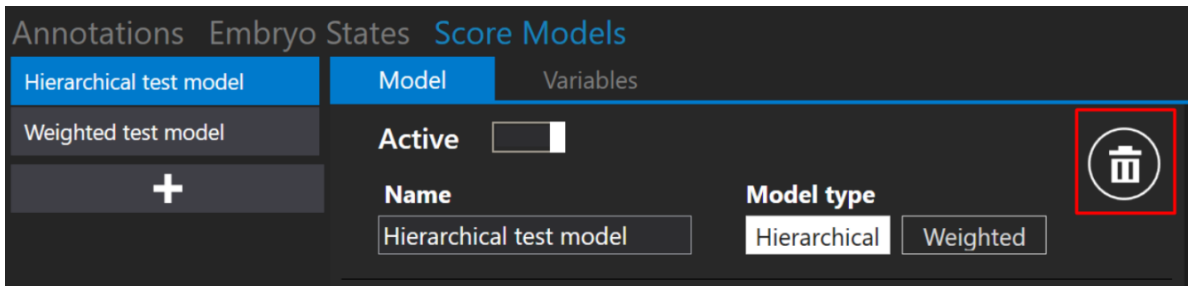 Annotations Embryo States Score Models
Hierarchical test model
Weighted test model
Model Variables
Active
Name
Hierarchical test model
Model type
Hierarchical Weighted